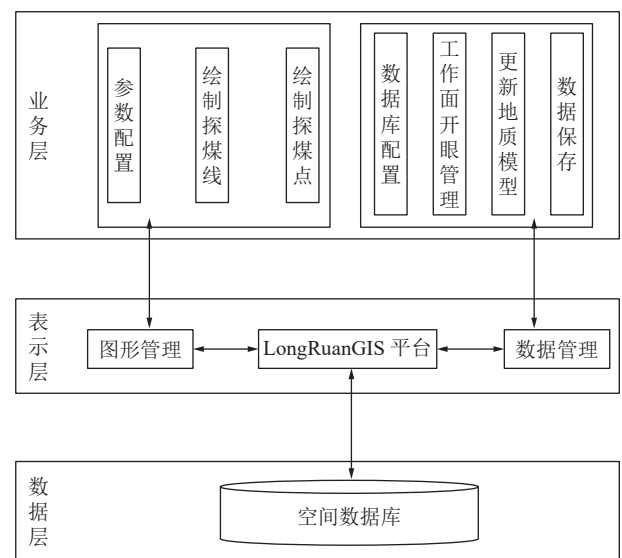 业务层
参数配置
绘制探煤线
绘制探煤点
数据库配置
工作面开眼管理
更新地质模型
数据保存
表示层
图形管理
LongRuanGIS 平台
数据管理
数据层
空间数据库